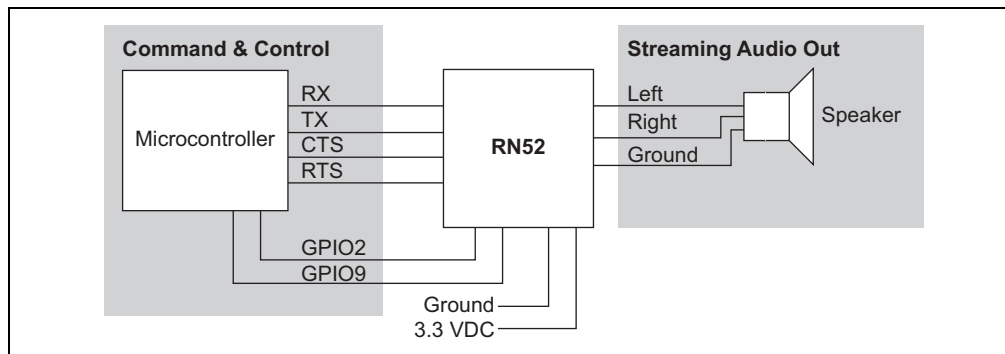 Command & Control
Streaming Audio Out
Microcontroller
RX
TX
CTS
RTS
RN52
Left
Right
Ground
Speaker
GPIO2
GPIO9
Ground
3.3 VDC